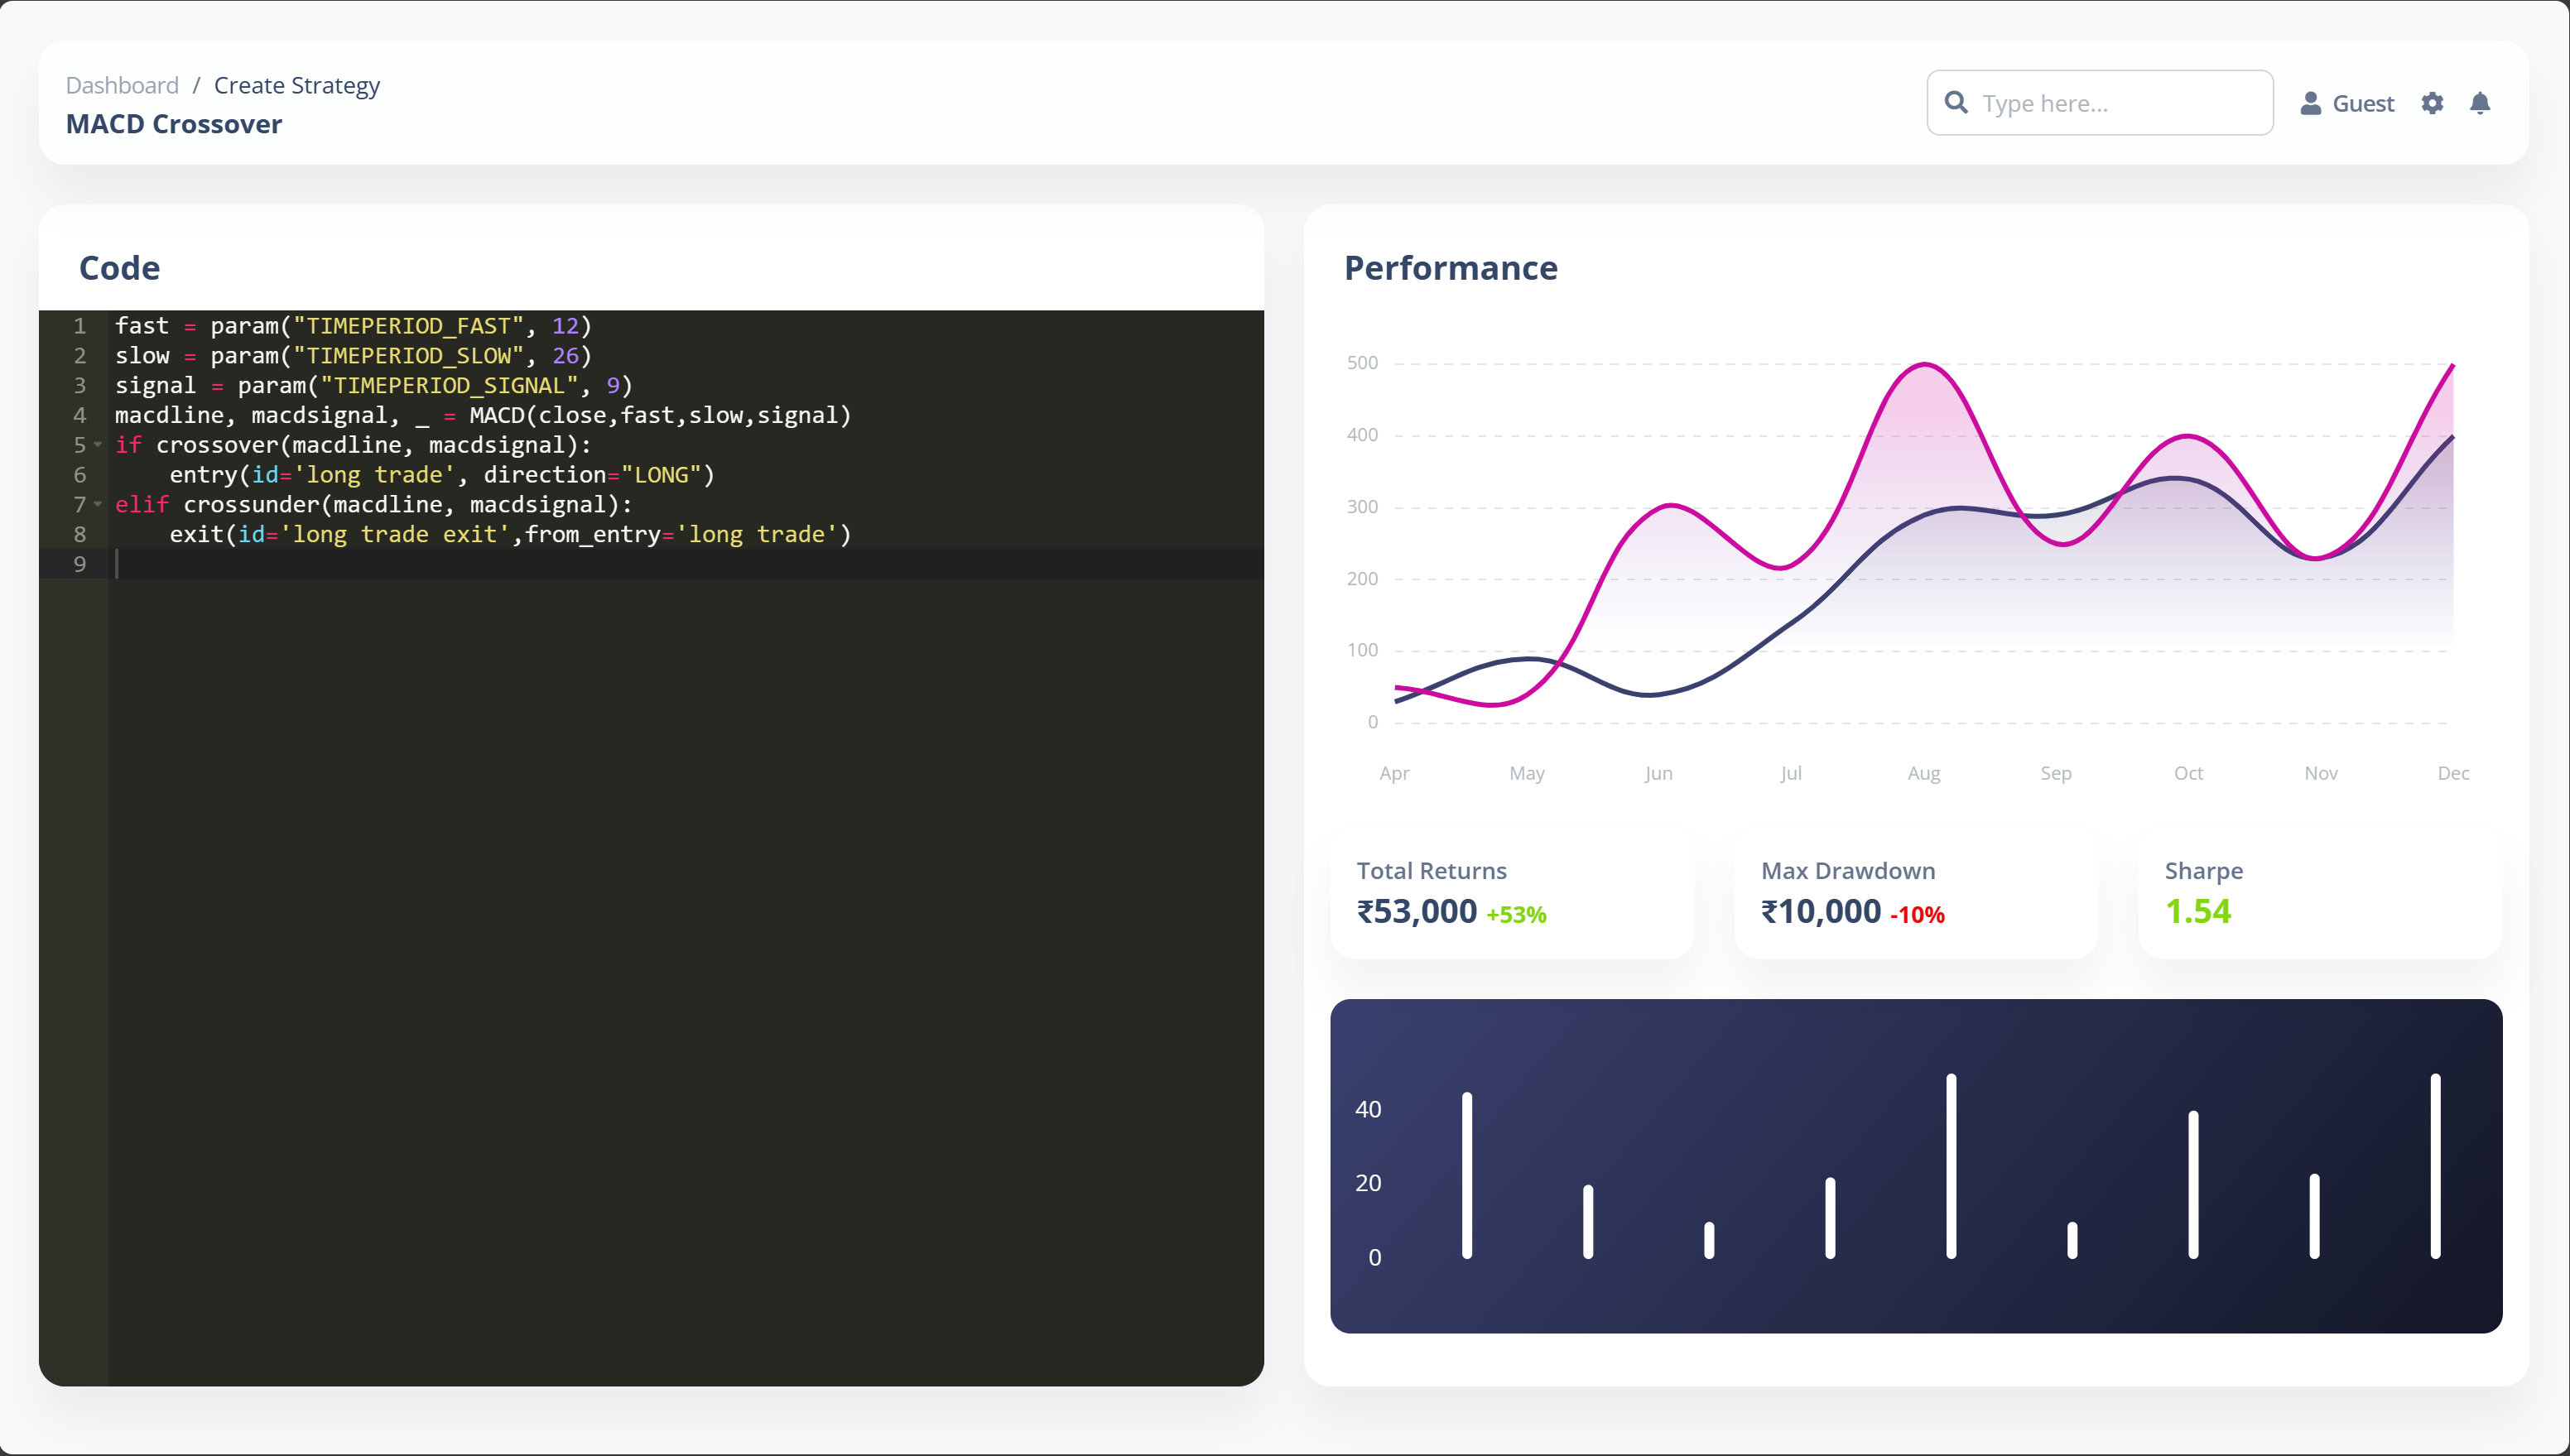 Dashboard / Create Strategy
MACD Crossover
Type here...
Guest
Code
1 fast = param("TIMEPERIOD_FAST", 12)
2 slow = param("TIMEPERIOD_SLOW", 26)
3 signal = param("TIMEPERIOD_SIGNAL", 9)
4 macdline, macdsignal, _ = MACD(close,fast,slow,signal)
5 if crossover(macdline, macdsignal):
6     entry(id='long trade', direction="LONG")
7 elif crossunder(macdline, macdsignal):
8     exit(id='long trade exit',from_entry='long trade')
9
Performance
500
400
300
200
100
0
Apr May Jun Jul Aug Sep Oct Nov Dec
Total Returns
₹53,000 +53%
Max Drawdown
₹10,000 -10%
Sharpe
1.54
40
20
0